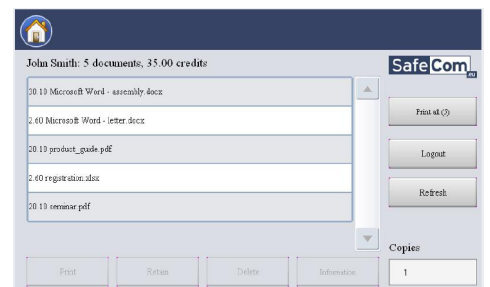 John Smith: 5 documents, 35.00 credits
SafeCom
.eu
30.10 Microsoft Word - assembly.docx
2.60 Microsoft Word - letter.docx
20.10 product_guide.pdf
2.60 registration.xlsx
20.10 seminar.pdf
Print all (5)
Logout
Refresh
Copies
1
Print
Retain
Delete
Information